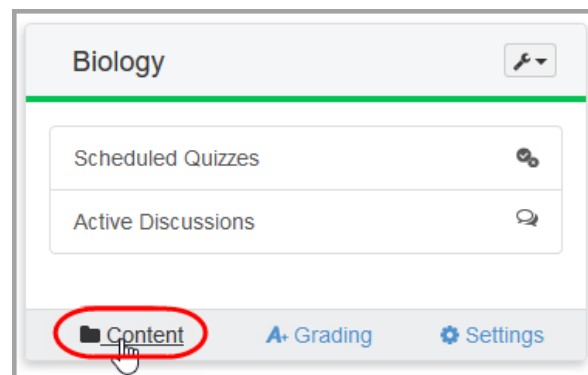 Biology
Scheduled Quizzes
Active Discussions
Content A+ Grading Settings